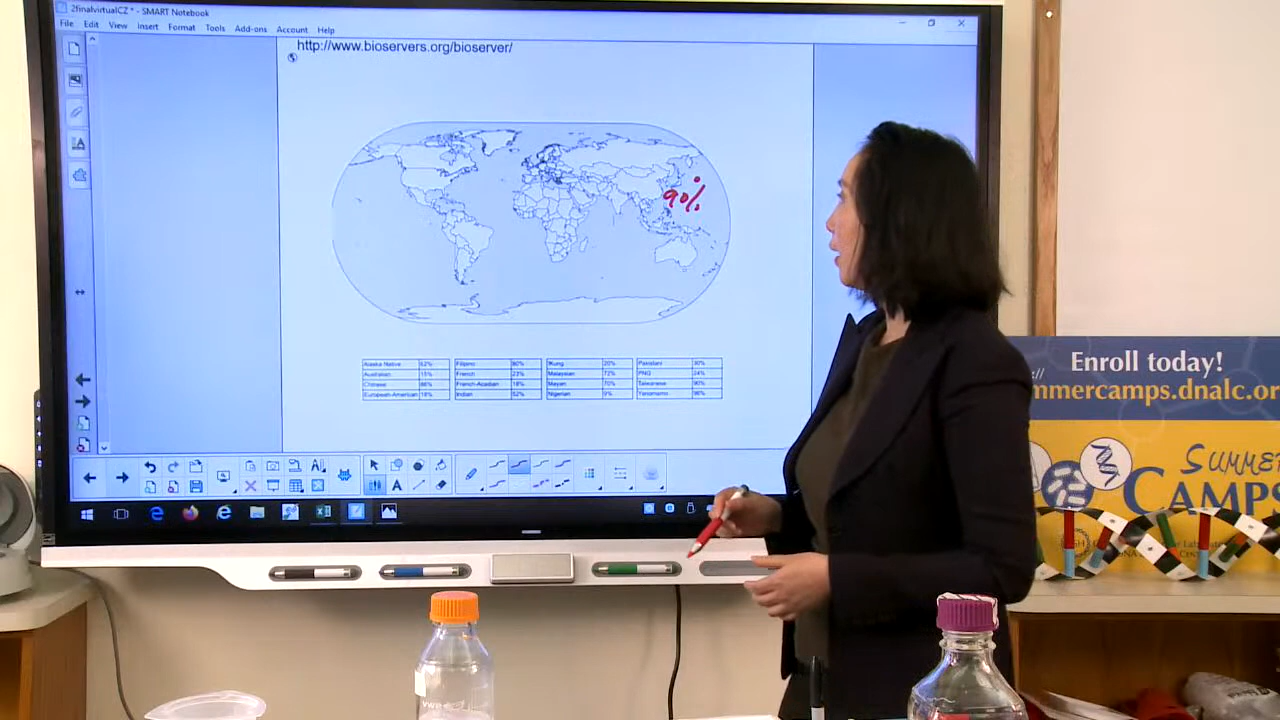 2finalvirtualCZ * - SMART Notebook
File Edit View Insert Format Tools Add-ons Account Help
http://www.bioservers.org/bioserver/
90%
Alaska Native 62% Filipino 80% !Kung 20% Pakistani 30%
Australian 15% French 23% Malaysian 72% PNG 24%
Chinese 86% French-Acadian 18% Mayan 70% Taiwanese 90%
European-American 18% Indian 52% Nigerian 9% Yanomamo 96%
Enroll today!
mmercamps.dnalc.or
SUMMER
CAMPS